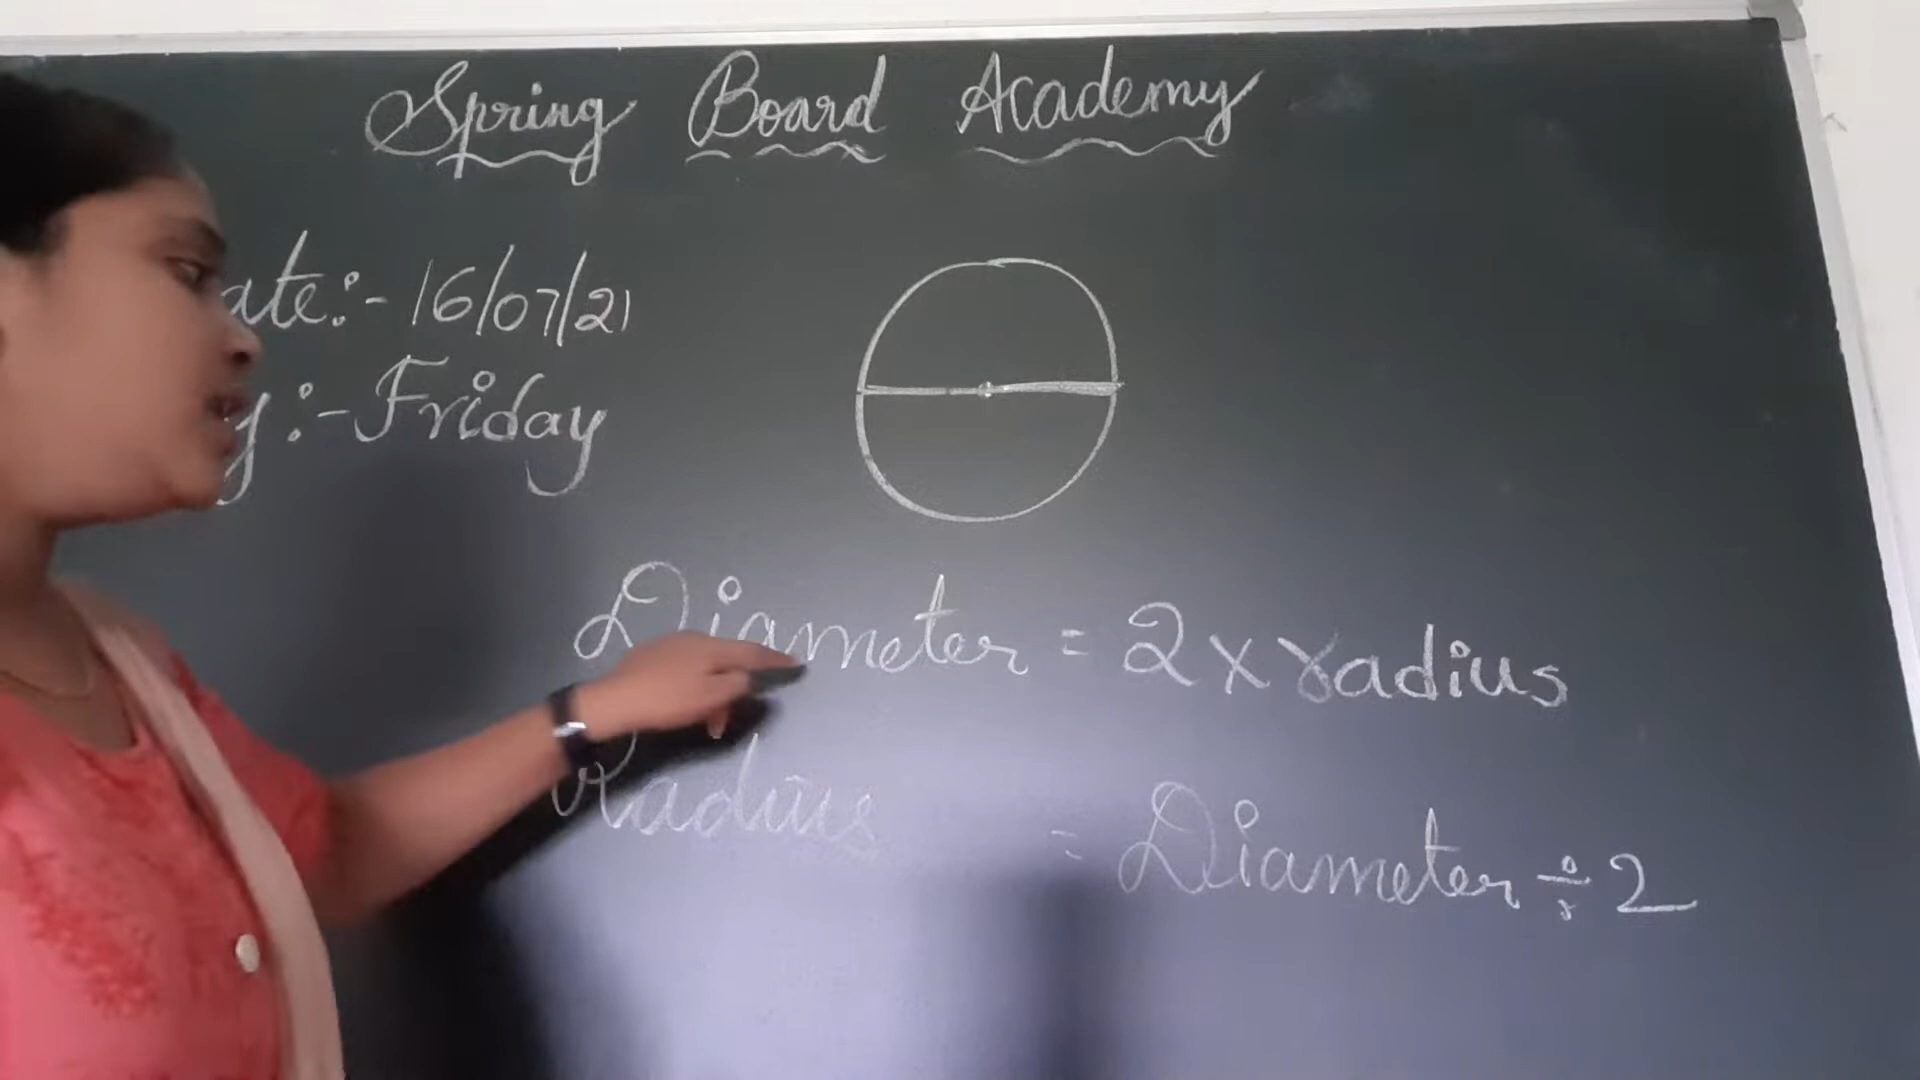 Spring Board Academy
ate:- 16/07/21
y:- Friday
Diameter = 2 x radius
Radius = Diameter ÷ 2